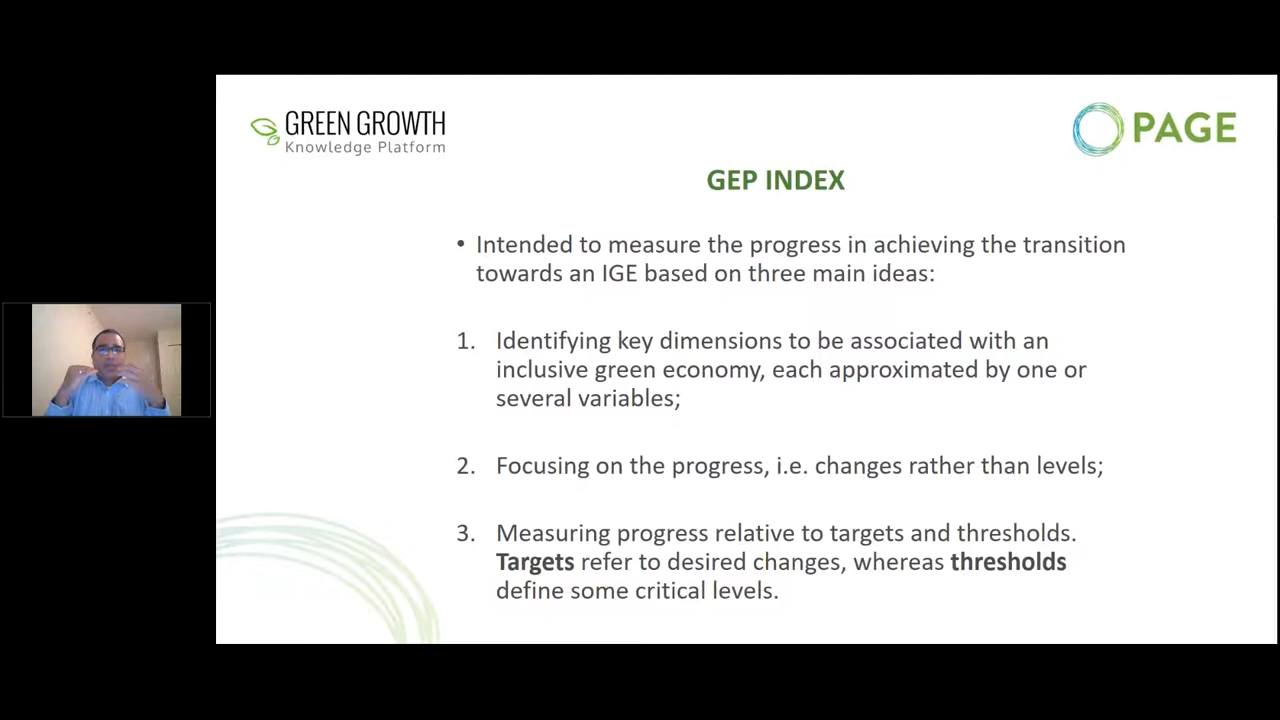 GREEN GROWTH
Knowledge Platform
PAGE
GEP INDEX
• Intended to measure the progress in achieving the transition
towards an IGE based on three main ideas:
1. Identifying key dimensions to be associated with an
inclusive green economy, each approximated by one or
several variables;
2. Focusing on the progress, i.e. changes rather than levels;
3. Measuring progress relative to targets and thresholds.
Targets refer to desired changes, whereas thresholds
define some critical levels.